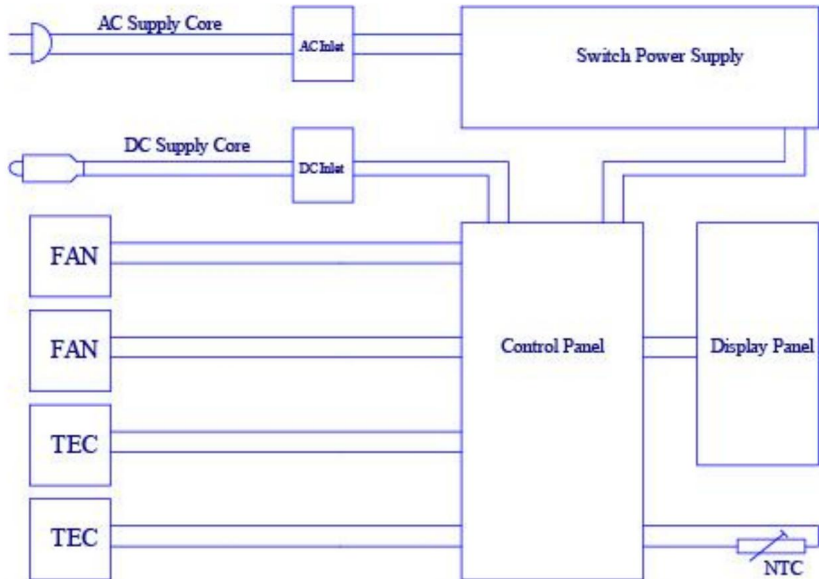 AC Supply Core
AC Inlet
Switch Power Supply
DC Supply Core
DC Inlet
FAN
FAN
Control Panel
Display Panel
TEC
TEC
NTC